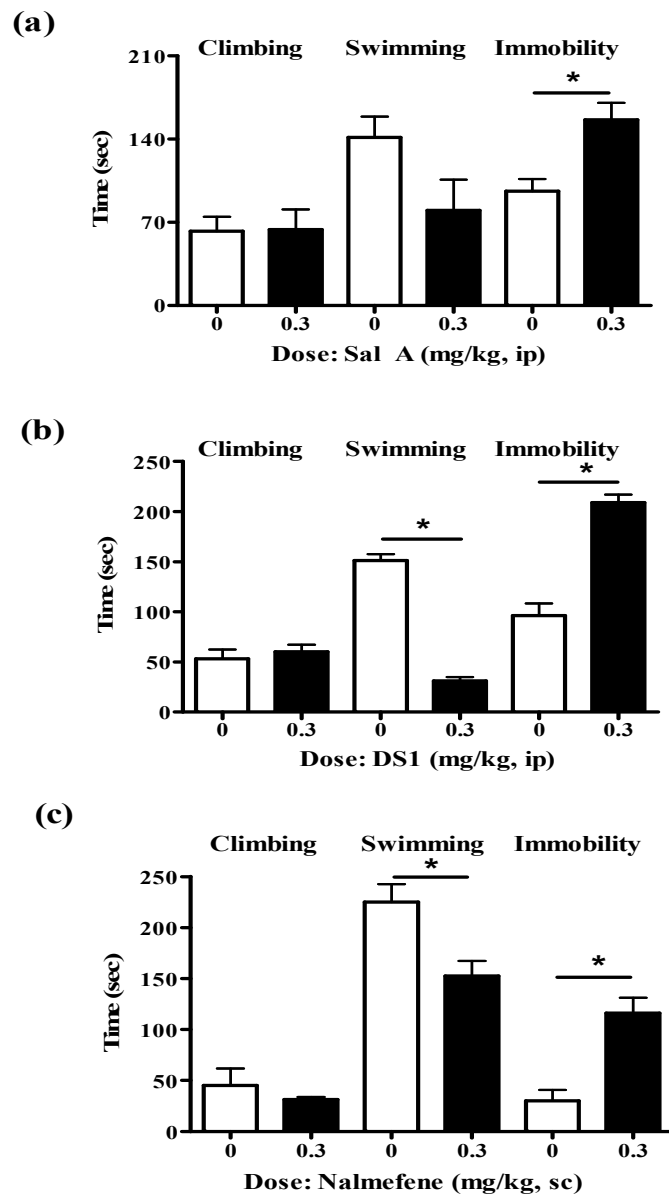 (a)
Climbing Swimming Immobility
*
210
140
70
0
Time (sec)
0 0.3 0 0.3 0 0.3
Dose: Sal A (mg/kg, ip)
(b)
Climbing Swimming Immobility
*
*
250
200
150
100
50
0
Time (sec)
0 0.3 0 0.3 0 0.3
Dose: DS1 (mg/kg, ip)
(c)
Climbing Swimming Immobility
*
*
250
200
150
100
50
0
Time (sec)
0 0.3 0 0.3 0 0.3
Dose: Nalmefene (mg/kg, sc)